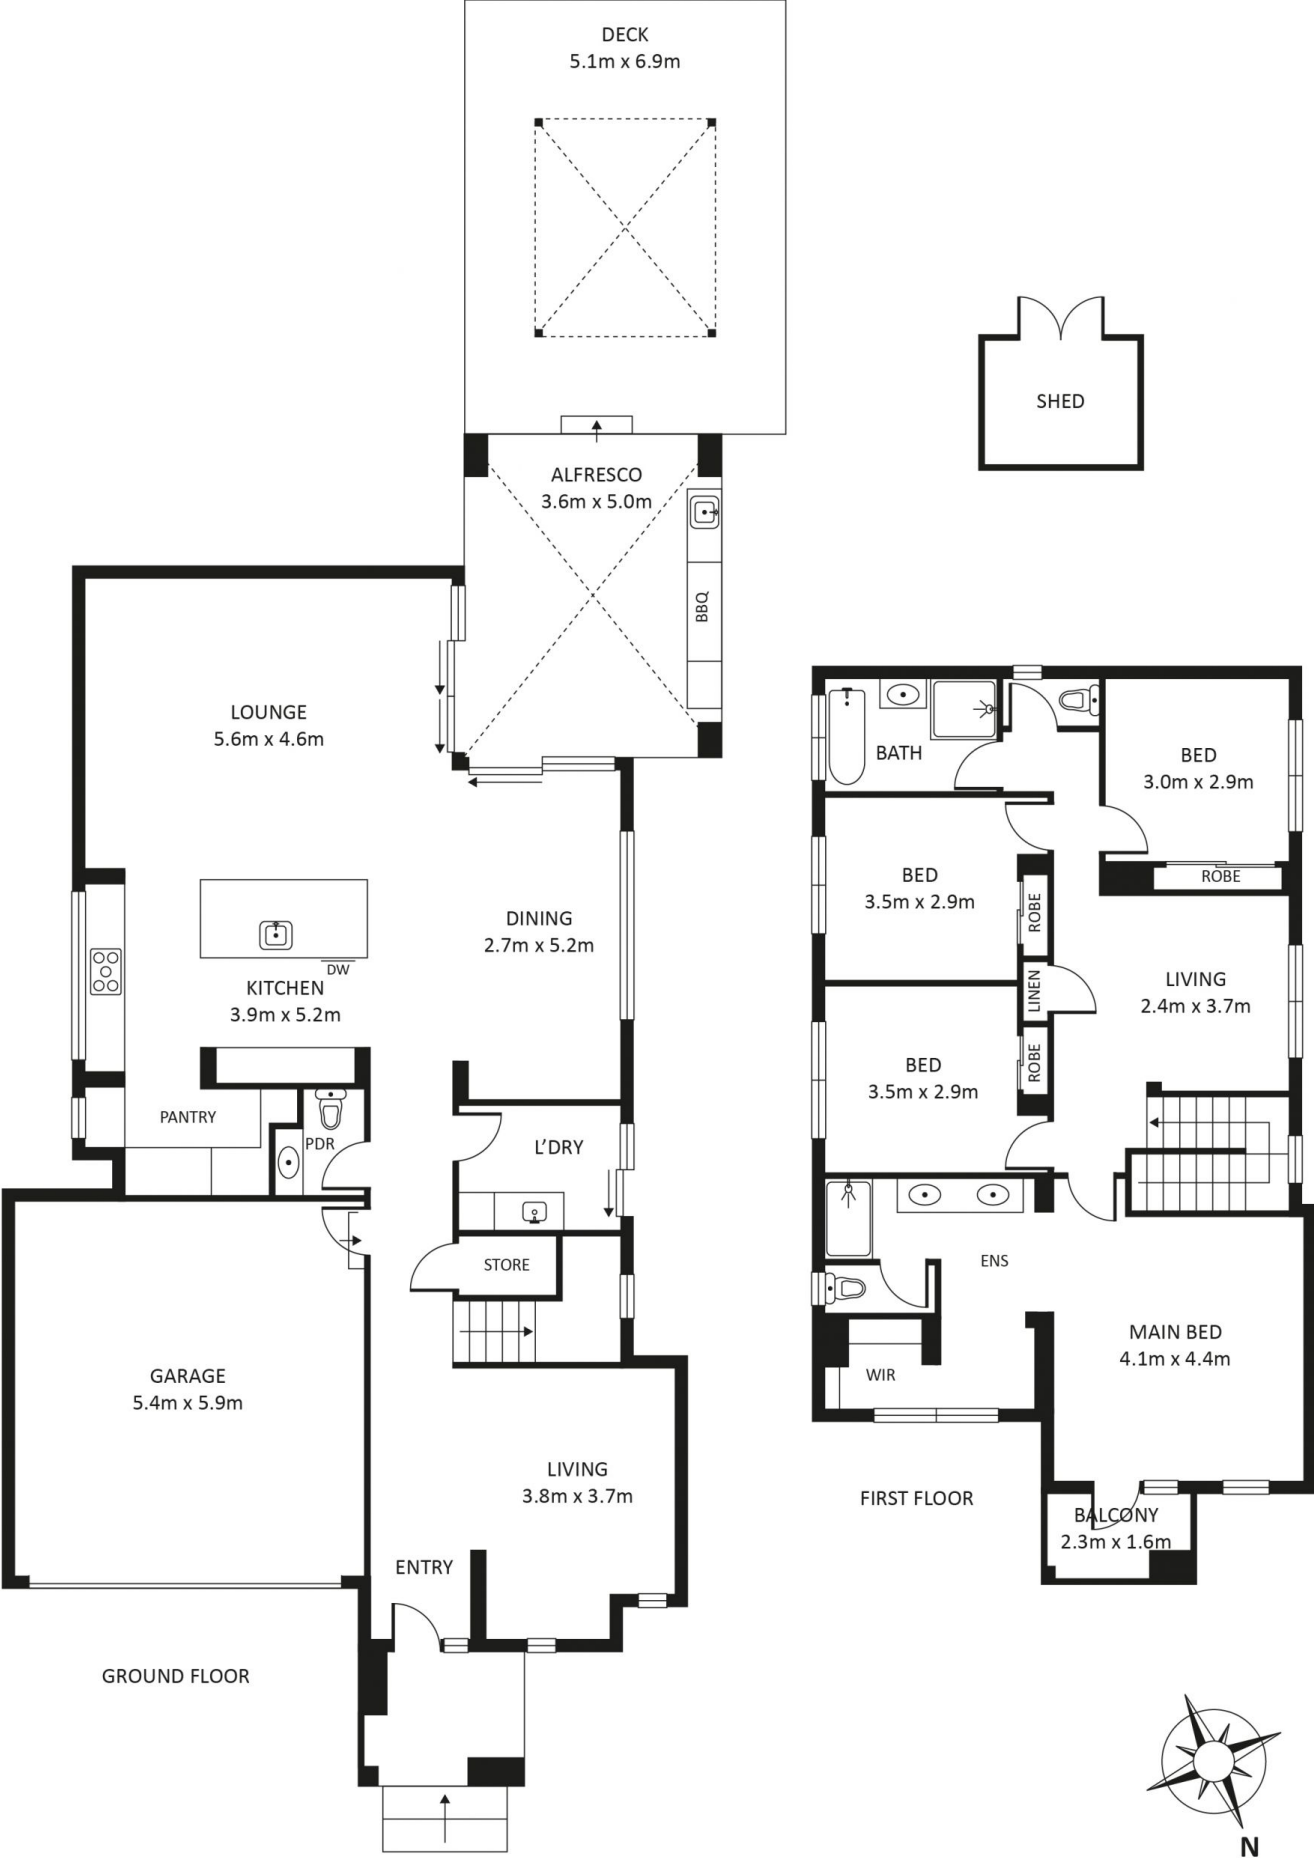 DECK
5.1m x 6.9m
ALFRESCO
3.6m x 5.0m
BBQ
SHED
LOUNGE
5.6m x 4.6m
DINING
2.7m x 5.2m
DW
KITCHEN
3.9m x 5.2m
PANTRY
PDR
L'DRY
STORE
GARAGE
5.4m x 5.9m
LIVING
3.8m x 3.7m
ENTRY
GROUND FLOOR
BATH
BED
3.0m x 2.9m
ROBE
BED
3.5m x 2.9m
ROBE
LINEN
LIVING
2.4m x 3.7m
BED
3.5m x 2.9m
ROBE
ENS
MAIN BED
4.1m x 4.4m
WIR
FIRST FLOOR
BALCONY
2.3m x 1.6m
N